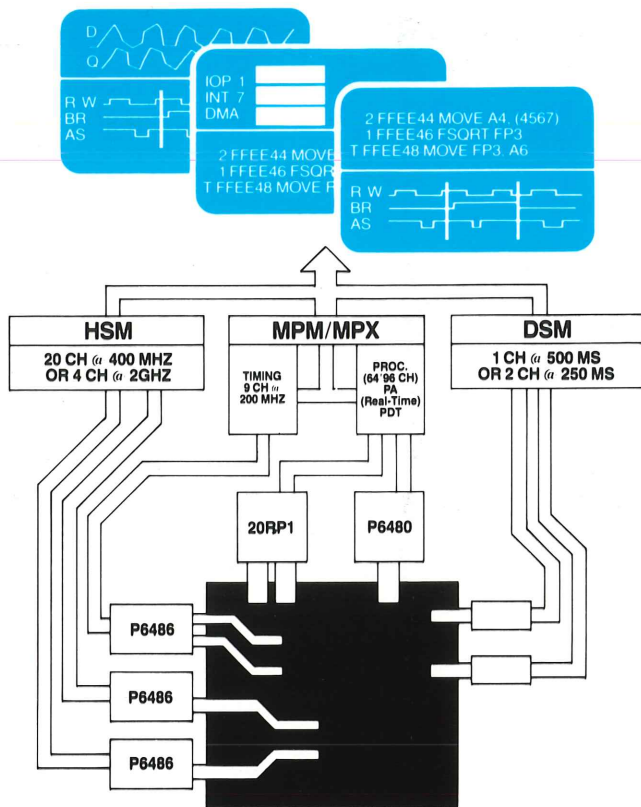 D
Q
R W
BR
AS
IOP 1
INT 7
DMA
2 FFEE44 MOVE
1 FFEE46 FSQR
T FFEE48 MOVE F
2 FFEE44 MOVE A4, (4567)
1 FFEE46 FSQRT FP3
T FFEE48 MOVE FP3, A6
R W
BR
AS
HSM
20 CH @ 400 MHZ
OR 4 CH @ 2GHZ
MPM/MPX
TIMING
9 CH @
200 MHZ
PROC.
(64/96 CH)
PA
(Real-Time)
PDT
DSM
1 CH @ 500 MS
OR 2 CH @ 250 MS
20RP1
P6480
P6486
P6486
P6486